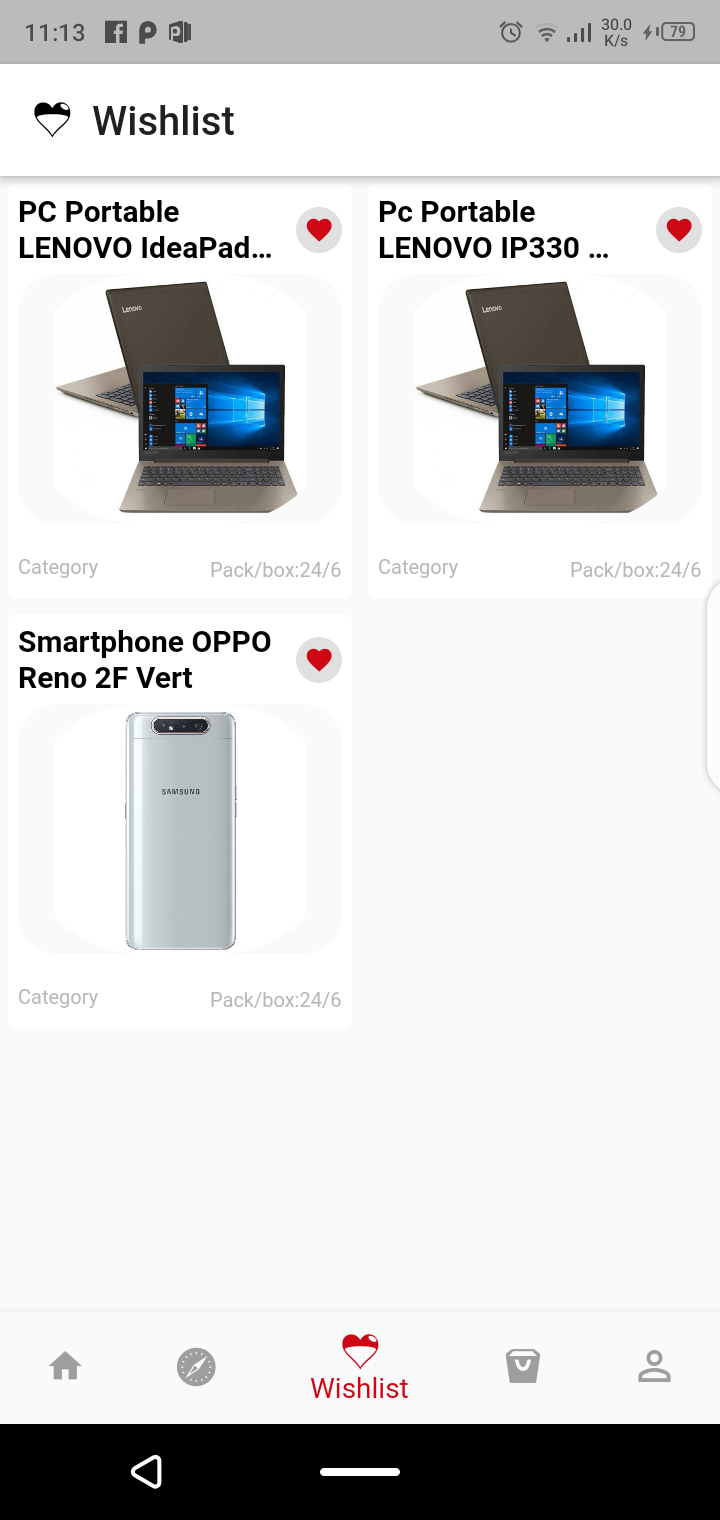 11:13
30.0
K/s
79
Wishlist
PC Portable
LENOVO IdeaPad...
Pc Portable
LENOVO IP330 ...
Lenovo
Lenovo
Category
Pack/box:24/6
Category
Pack/box:24/6
Smartphone OPPO
Reno 2F Vert
SAMSUNG
Category
Pack/box:24/6
Wishlist